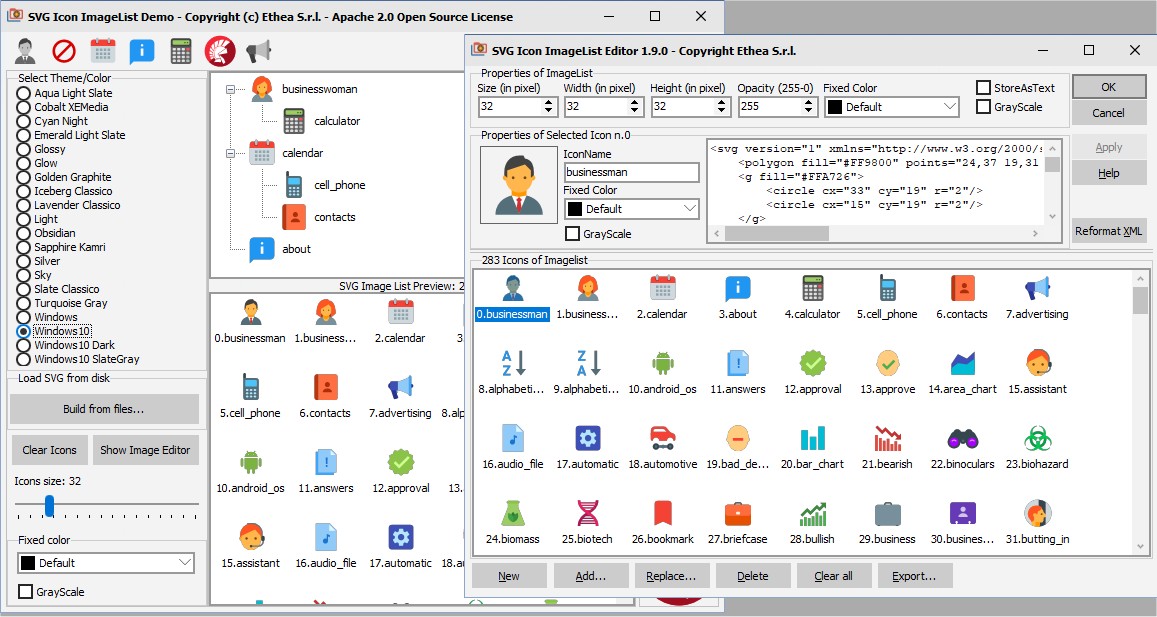 SVG Icon ImageList Demo - Copyright (c) Ethea S.r.l. - Apache 2.0 Open Source License
Select Theme/Color
Aqua Light Slate
Cobalt XEMedia
Cyan Night
Emerald Light Slate
Glossy
Glow
Golden Graphite
Iceberg Classico
Lavender Classico
Light
Obsidian
Sapphire Kamri
Silver
Sky
Slate Classico
Turquoise Gray
Windows
Windows10
Windows10 Dark
Windows10 SlateGray
Load SVG from disk
Build from files...
Clear Icons
Show Image Editor
Icons size: 32
Fixed color
Default
GrayScale
businesswoman
calculator
calendar
cell_phone
contacts
about
SVG Image List Preview: 2
0.businessman
1.business...
2.calendar
3.
5.cell_phone
6.contacts
7.advertising
8.alp
10.android_os
11.answers
12.approval
13.
15.assistant
16.audio_file
17.automatic
18.au
SVG Icon ImageList Editor 1.9.0 - Copyright Ethea S.r.l.
Properties of ImageList
Size (in pixel)
Width (in pixel)
Height (in pixel)
Opacity (255-0)
Fixed Color
32
32
32
255
Default
StoreAsText
GrayScale
OK
Cancel
Apply
Help
Reformat XML
Properties of Selected Icon n.0
IconName
businessman
Fixed Color
Default
GrayScale
<svg version="1" xmlns="http://www.w3.org/2000/s
<polygon fill="#FF9800" points="24,37 19,31
<g fill="#FFA726">
<circle cx="33" cy="19" r="2"/>
<circle cx="15" cy="19" r="2"/>
</g>
283 Icons of Imagelist
0.businessman
1.business...
2.calendar
3.about
4.calculator
5.cell_phone
6.contacts
7.advertising
8.alphabeti...
9.alphabeti...
10.android_os
11.answers
12.approval
13.approve
14.area_chart
15.assistant
16.audio_file
17.automatic
18.automotive
19.bad_de...
20.bar_chart
21.bearish
22.binoculars
23.biohazard
24.biomass
25.biotech
26.bookmark
27.briefcase
28.bullish
29.business
30.busines...
31.butting_in
New
Add...
Replace...
Delete
Clear all
Export...